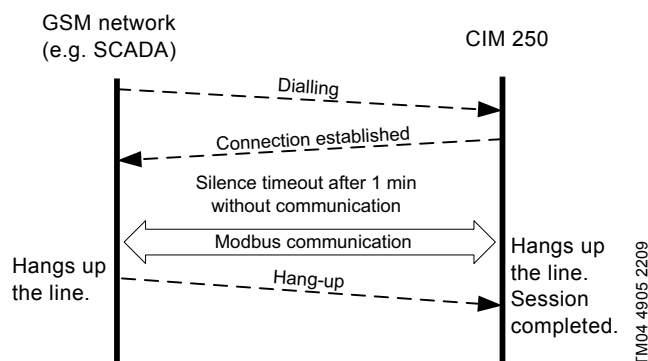 GSM network
(e.g. SCADA)
CIM 250
Dialling
Connection established
Silence timeout after 1 min
without communication
Modbus communication
Hangs up
the line.
Hang-up
Hangs up
the line.
Session
completed.
TM04 4905 2209